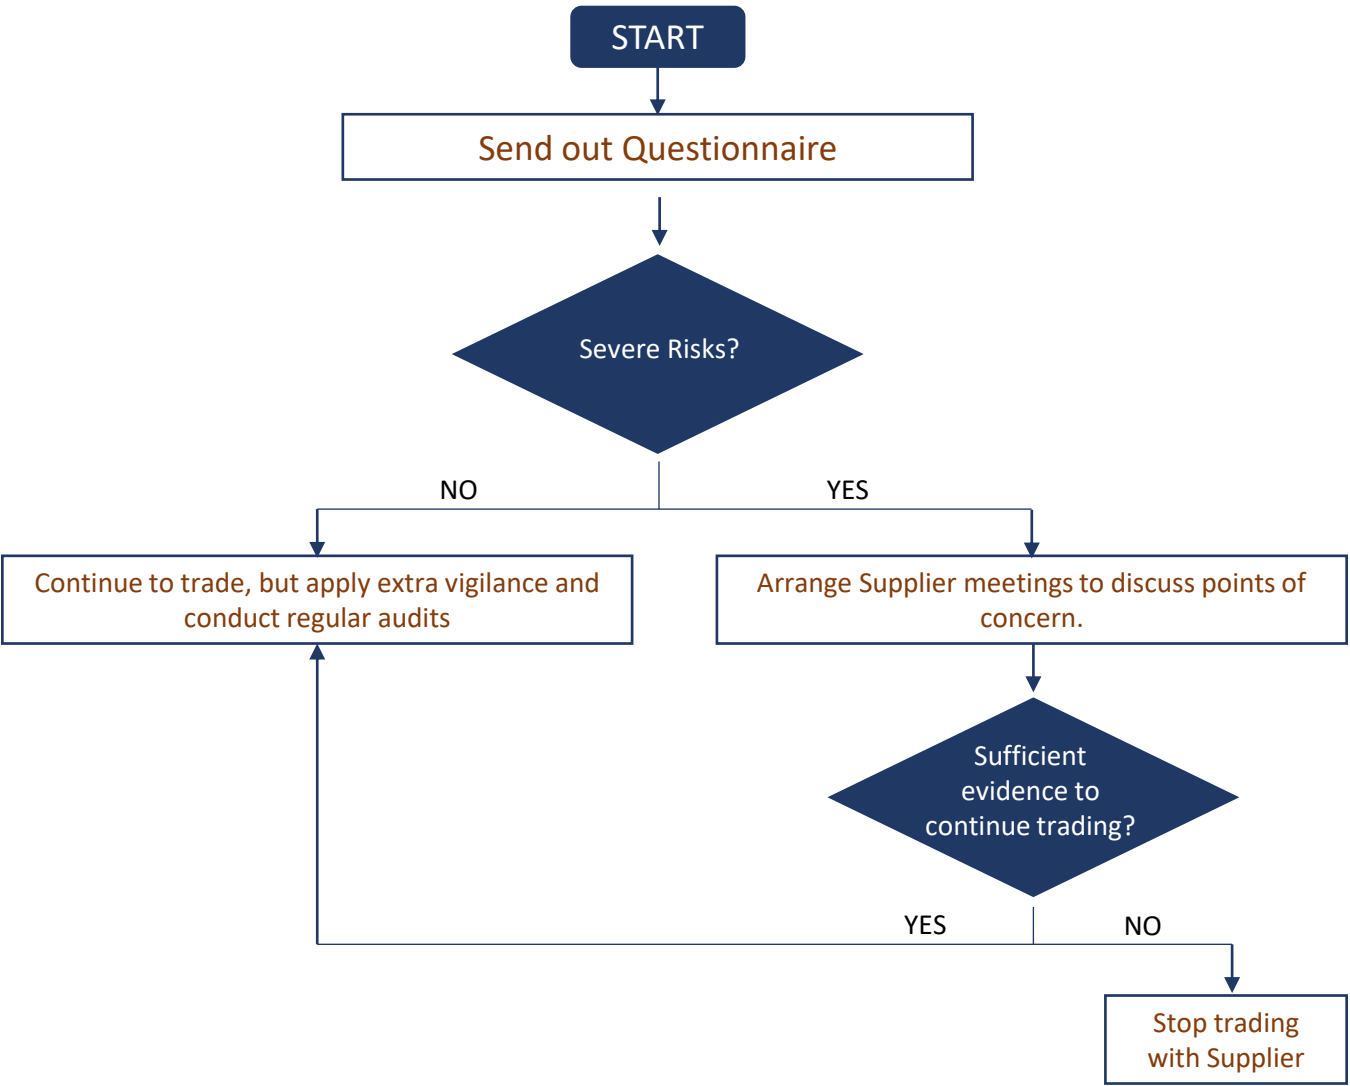 START
Send out Questionnaire
Severe Risks?
NO
YES
Continue to trade, but apply extra vigilance and
conduct regular audits
Arrange Supplier meetings to discuss points of
concern.
Sufficient
evidence to
continue trading?
YES
NO
Stop trading
with Supplier